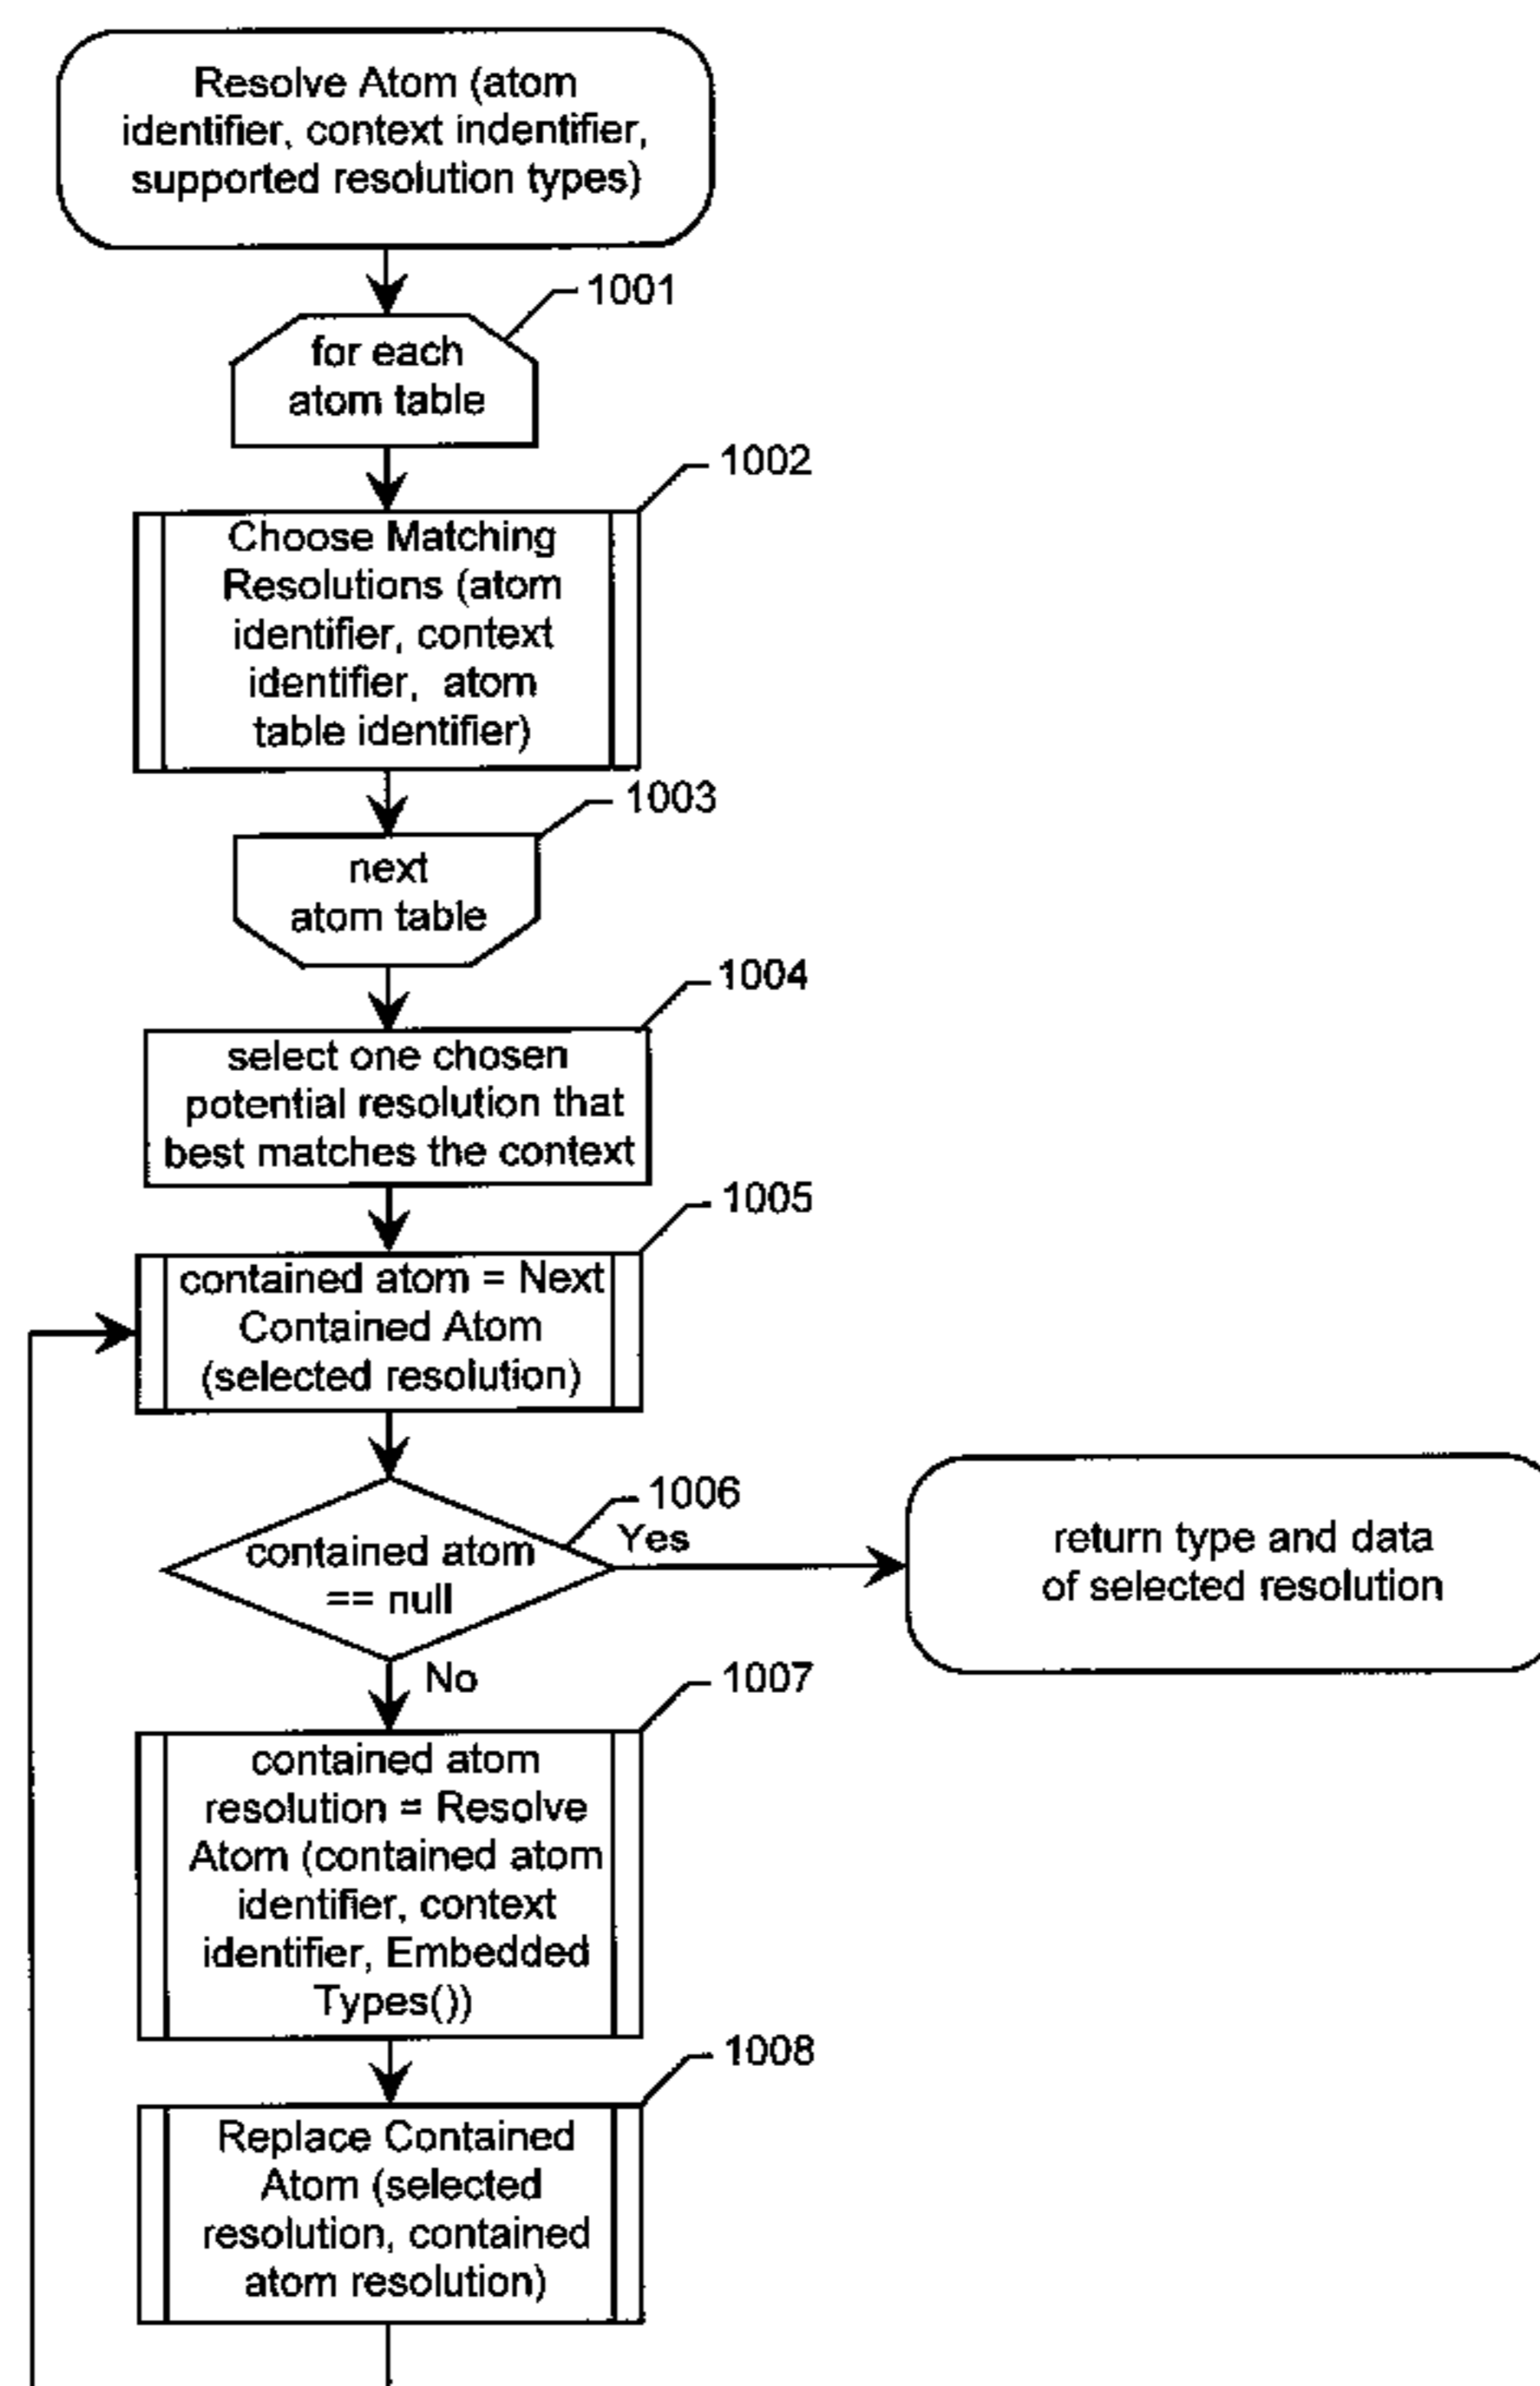 Resolve Atom (atom
identifier, context indentifier,
supported resolution types)
1001
for each
atom table
1002
Choose Matching
Resolutions (atom
identifier, context
identifier, atom
table identifier)
1003
next
atom table
1004
select one chosen
potential resolution that
best matches the context
1005
contained atom = Next
Contained Atom
(selected resolution)
1006
contained atom
== null
Yes
return type and data
of selected resolution
No
1007
contained atom
resolution = Resolve
Atom (contained atom
identifier, context
identifier, Embedded
Types())
1008
Replace Contained
Atom (selected
resolution, contained
atom resolution)